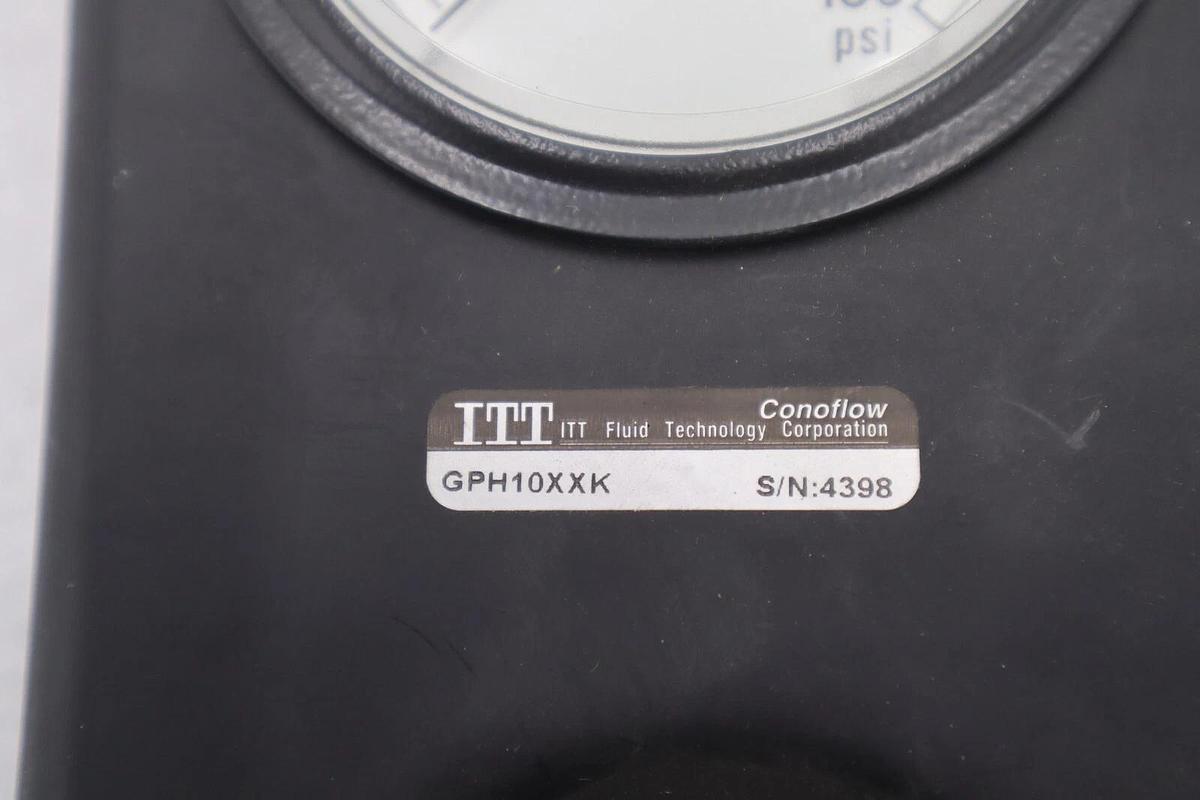 psi
ITT Conoflow
ITT Fluid Technology Corporation
GPH10XXK S/N:4398